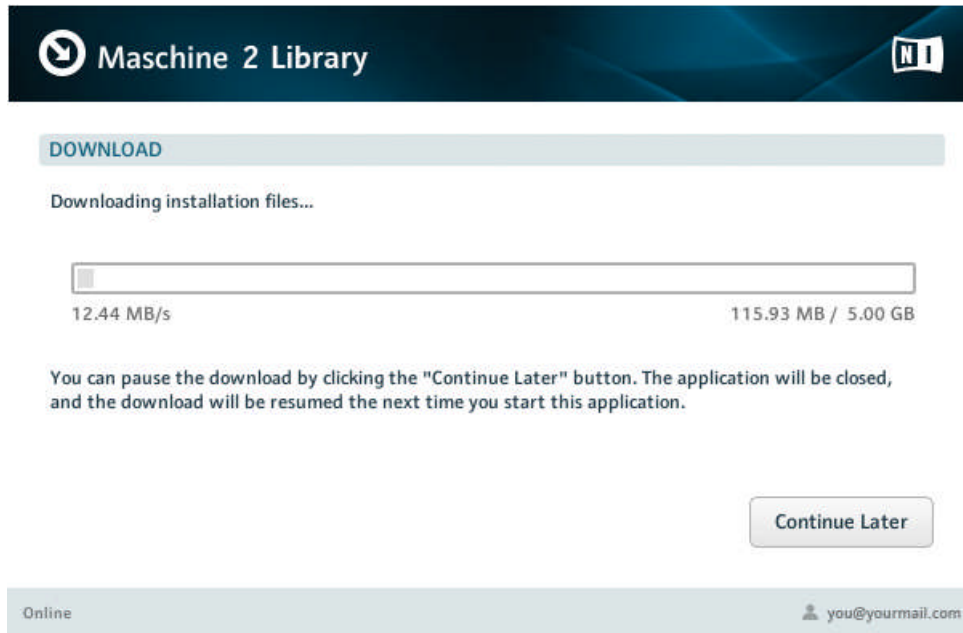 Maschine 2 Library
NI
DOWNLOAD
Downloading installation files...
12.44 MB/s
115.93 MB / 5.00 GB
You can pause the download by clicking the "Continue Later" button. The application will be closed,
and the download will be resumed the next time you start this application.
Continue Later
Online
you@yourmail.com